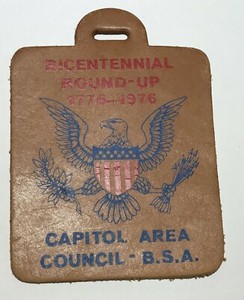 BICENTENNIAL
ROUND-UP
1776-1976
CAPITOL AREA
COUNCIL - B.S.A.